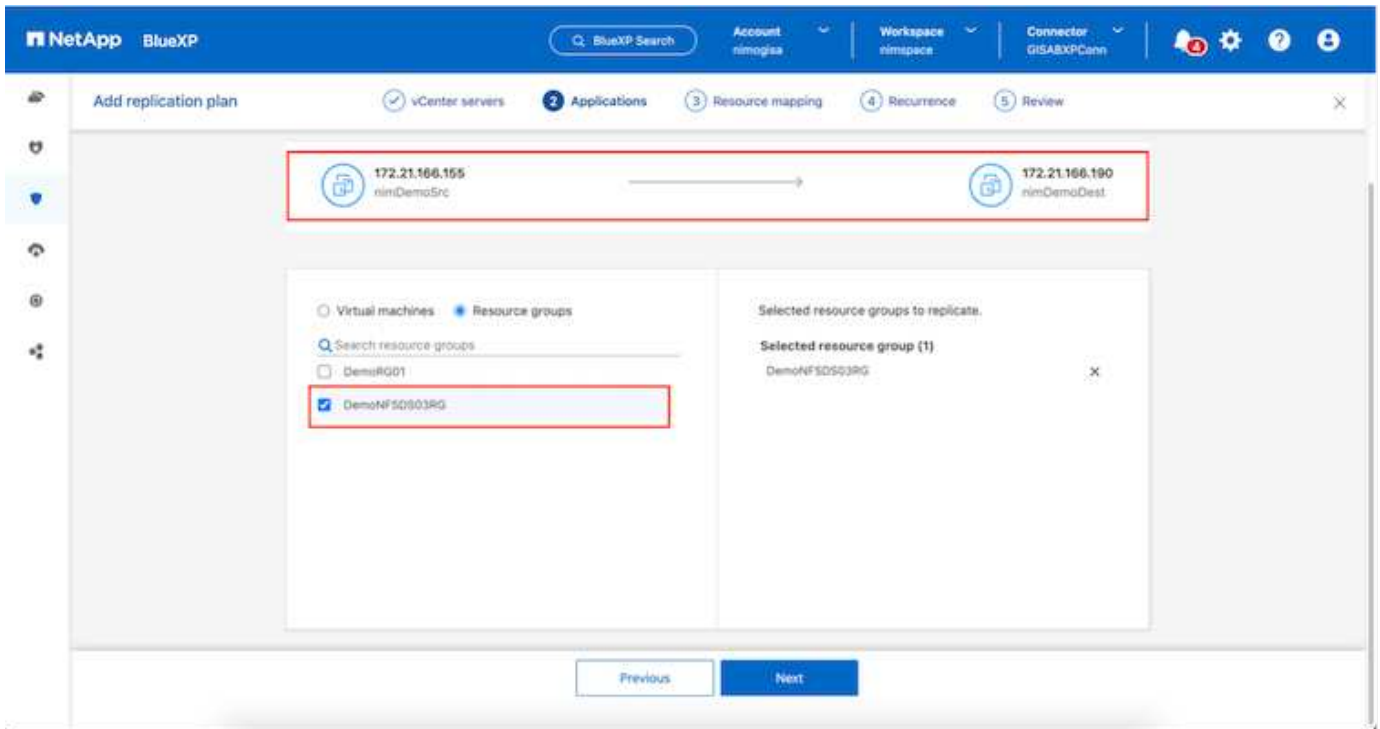 NetApp BlueXP
BlueXP Search
Account
nimogisa
Workspace
nimspace
Connector
GISABXPConn
4
Add replication plan
vCenter servers
2 Applications
3 Resource mapping
4 Recurrence
5 Review
172.21.166.155
nimDemoSrc
172.21.166.190
nimDemoDest
Virtual machines
Resource groups
Search resource groups
DemoRG01
DemoNFSDS03RG
Selected resource groups to replicate.
Selected resource group (1)
DemoNFSDS03RG
Previous
Next